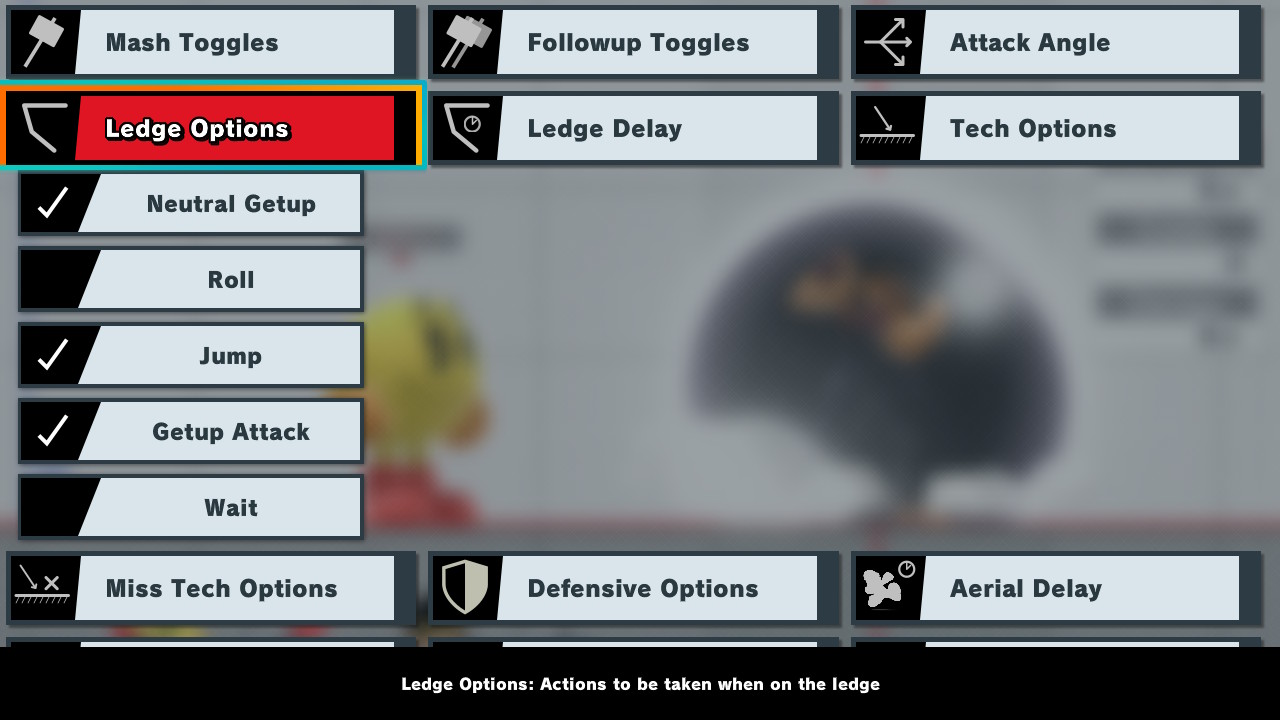 Mash Toggles
Followup Toggles
Attack Angle
Ledge Options
Ledge Delay
Tech Options
Neutral Getup
Roll
Jump
Getup Attack
Wait
Miss Tech Options
Defensive Options
Aerial Delay
Ledge Options: Actions to be taken when on the ledge